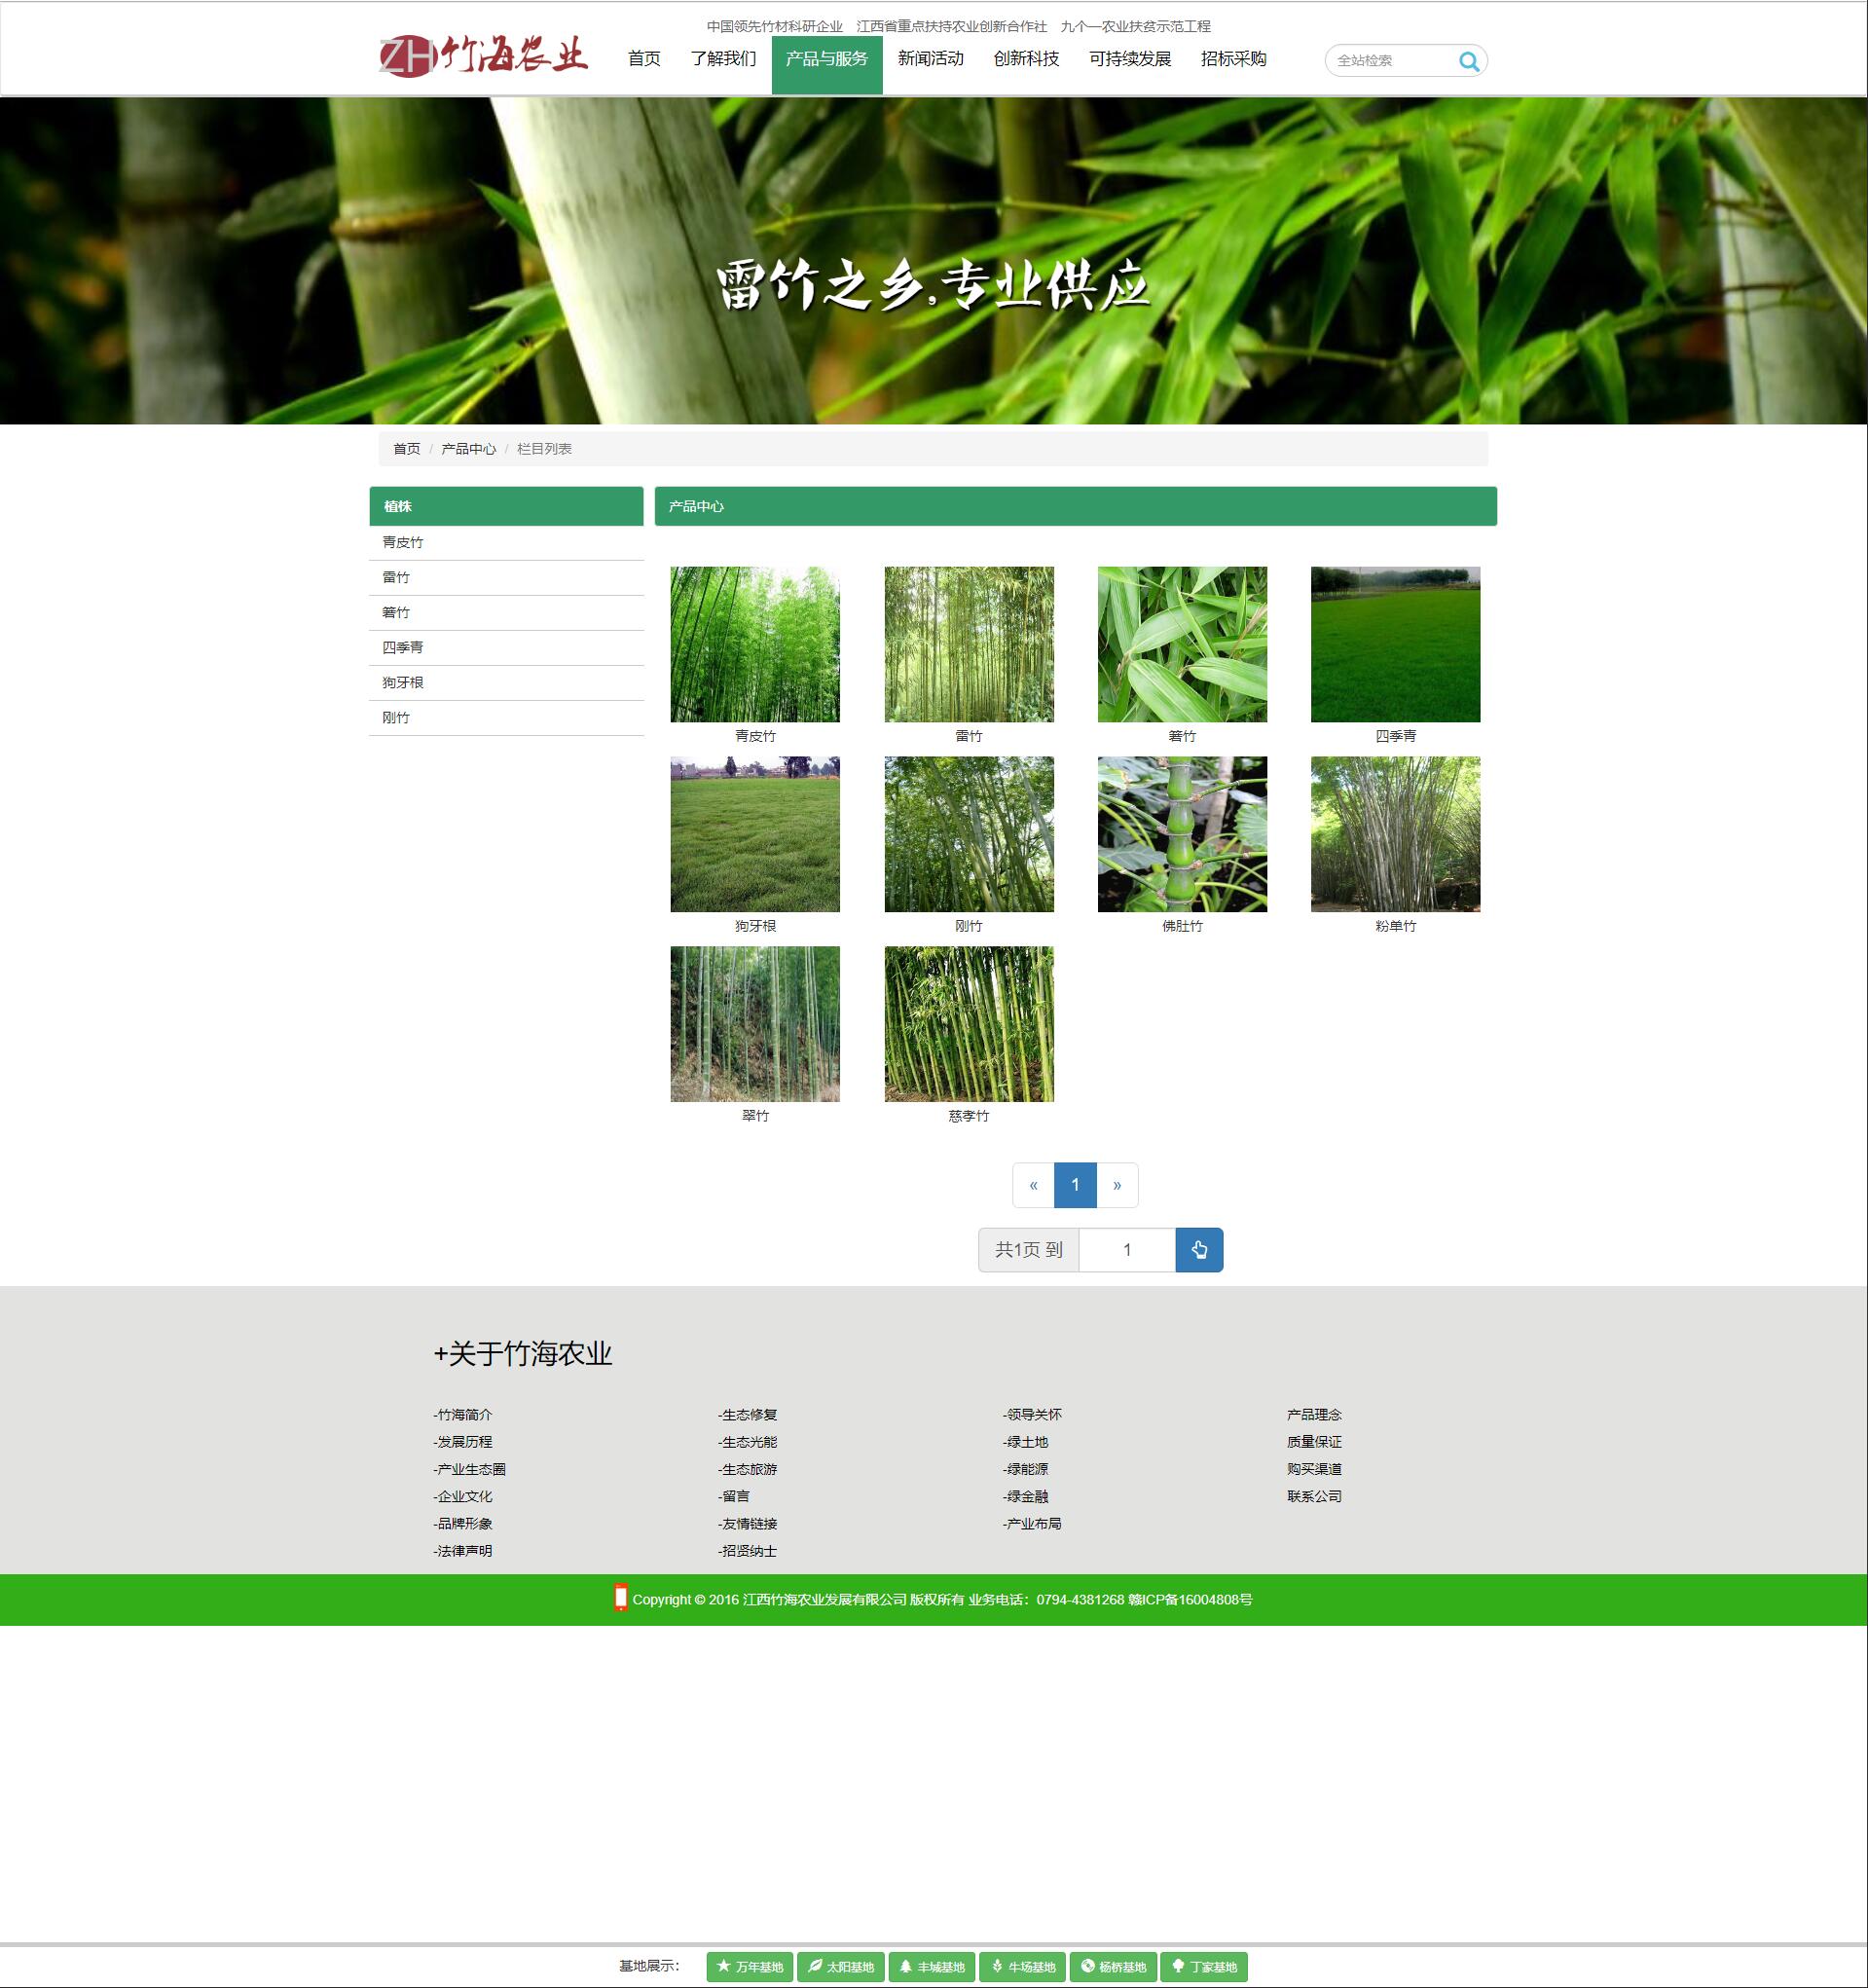 中国领先竹材科研企业 江西省重点扶持农业创新合作社 九个一农业扶贫示范工程
ZH竹海农业
首页 了解我们 产品与服务 新闻活动 创新科技 可持续发展 招标采购
全站检索
雷竹之乡,专业供应
首页 / 产品中心 / 栏目列表
植株
青皮竹
雷竹
箬竹
四季青
狗牙根
刚竹
产品中心
青皮竹 雷竹 箬竹 四季青
狗牙根 刚竹 佛肚竹 粉单竹
翠竹 慈孝竹
« 1 »
共1页 到 1
+关于竹海农业
-竹海简介 -生态修复 -领导关怀 产品理念
-发展历程 -生态光能 -绿土地 质量保证
-产业生态圈 -生态旅游 -绿能源 购买渠道
-企业文化 -留言 -绿金融 联系公司
-品牌形象 -友情链接 -产业布局
-法律声明 -招贤纳士
Copyright © 2016 江西竹海农业发展有限公司 版权所有 业务电话：0794-4381268 赣ICP备16004808号
基地展示： 万年基地 太阳基地 丰城基地 牛场基地 杨桥基地 丁家基地